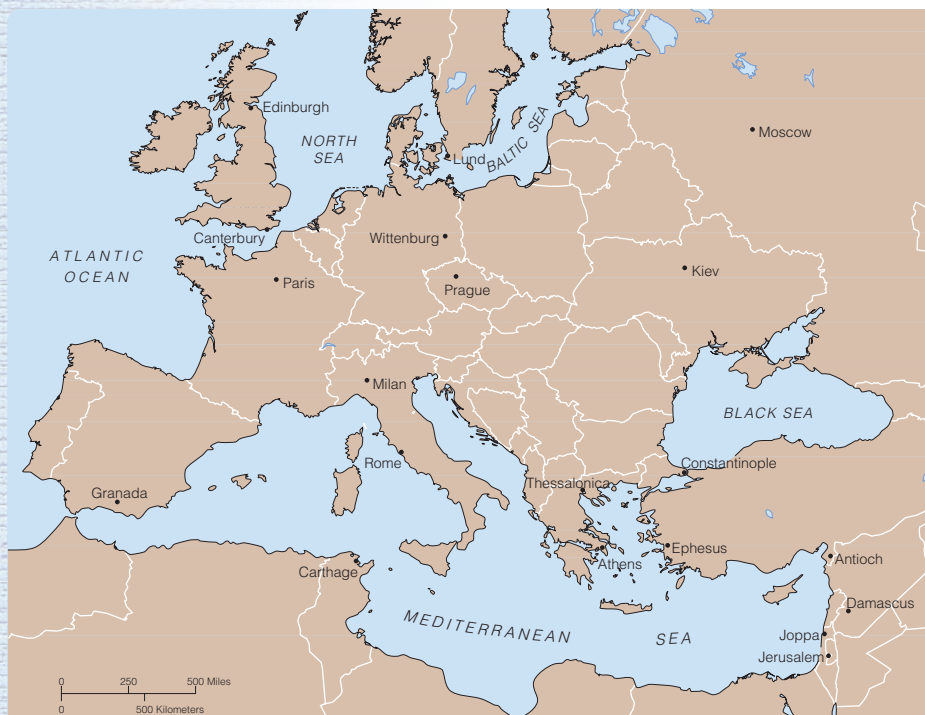 Edinburgh
NORTH
SEA
BALTIC SEA
Lund
Moscow
Canterbury
Wittenburg
ATLANTIC
OCEAN
Paris
Prague
Kiev
Milan
BLACK SEA
Rome
Constantinople
Thessalonica
Granada
Carthage
Athens
Ephesus
Antioch
Damascus
MEDITERRANEAN SEA
Joppa
Jerusalem
0 250 500 Miles
0 500 Kilometers